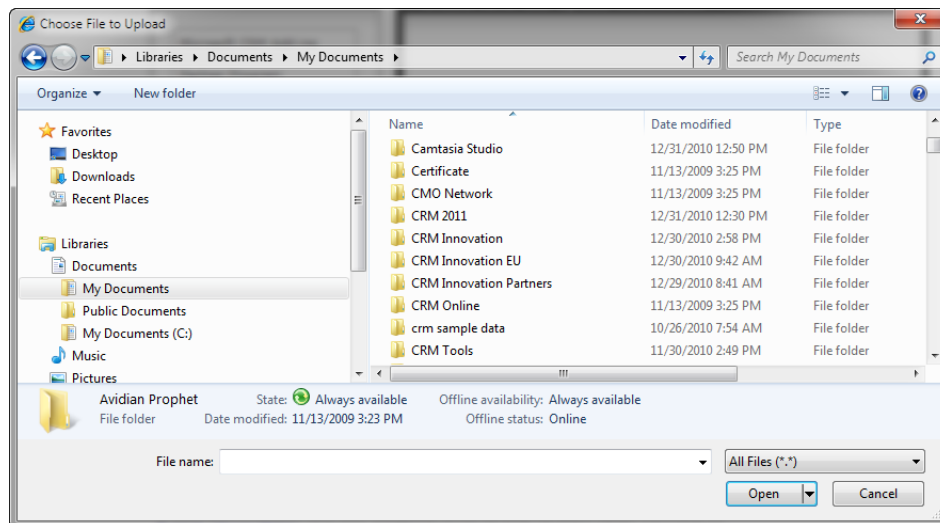 Choose File to Upload
Libraries Documents My Documents
Search My Documents
Organize New folder
Favorites
Desktop
Downloads
Recent Places
Libraries
Documents
My Documents
Public Documents
My Documents (C:)
Music
Pictures
Name Date modified Type
Camtasia Studio 12/31/2010 12:50 PM File folder
Certificate 11/13/2009 3:25 PM File folder
CMO Network 11/13/2009 3:25 PM File folder
CRM 2011 12/31/2010 12:30 PM File folder
CRM Innovation 12/30/2010 2:58 PM File folder
CRM Innovation EU 12/30/2010 9:42 AM File folder
CRM Innovation Partners 12/29/2010 8:41 AM File folder
CRM Online 11/13/2009 3:25 PM File folder
crm sample data 10/26/2010 7:54 AM File folder
CRM Tools 11/30/2010 2:49 PM File folder
Avidian Prophet State: Always available Offline availability: Always available
File folder Date modified: 11/13/2009 3:23 PM Offline status: Online
File name: All Files (*.*)
Open Cancel